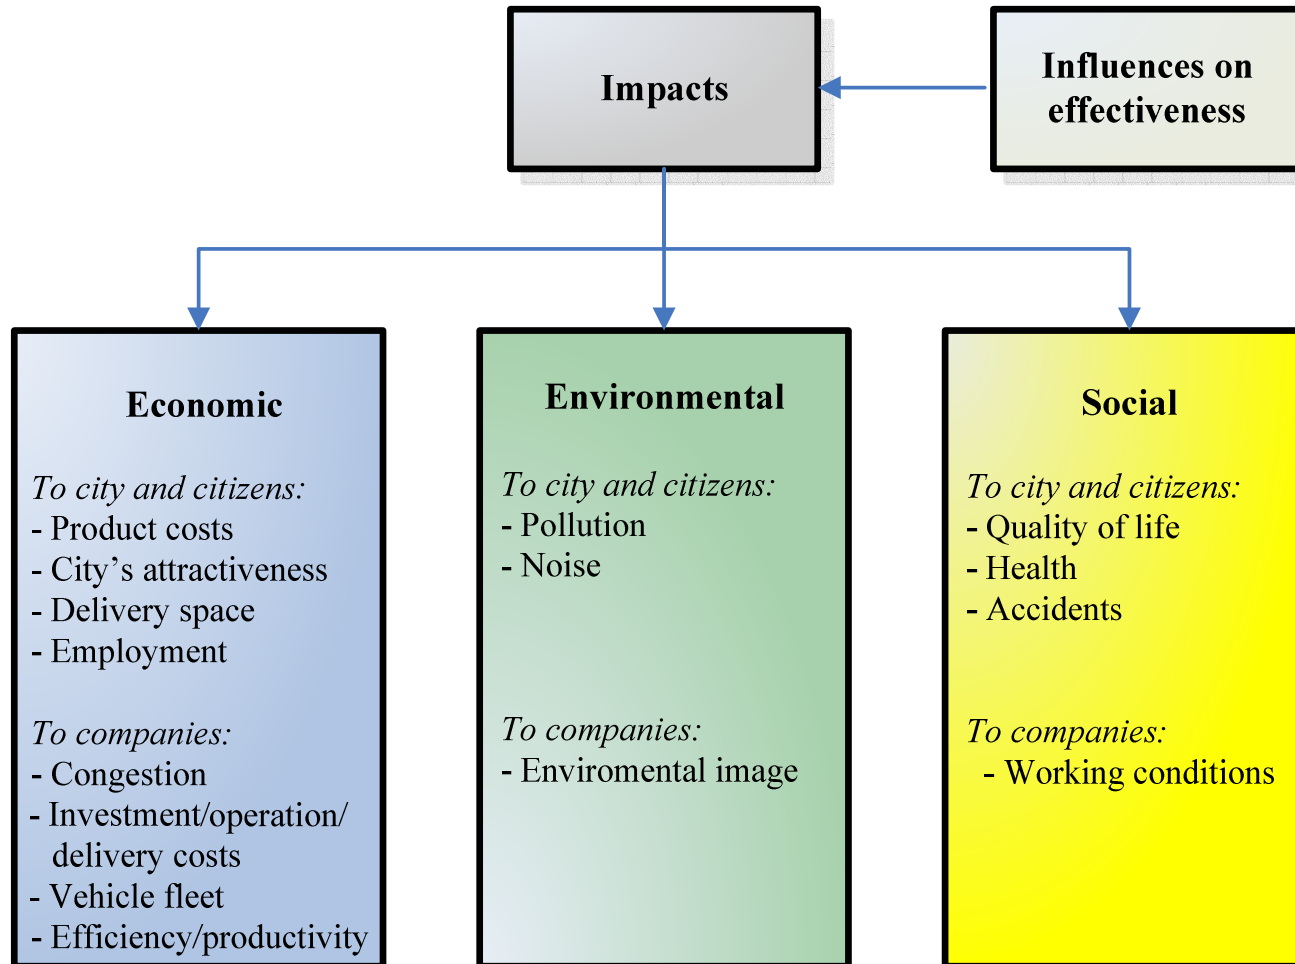 Impacts
Influences on
effectiveness
Economic
To city and citizens:
- Product costs
- City’s attractiveness
- Delivery space
- Employment
To companies:
- Congestion
- Investment/operation/
delivery costs
- Vehicle fleet
- Efficiency/productivity
Environmental
To city and citizens:
- Pollution
- Noise
To companies:
- Enviromental image
Social
To city and citizens:
- Quality of life
- Health
- Accidents
To companies:
- Working conditions